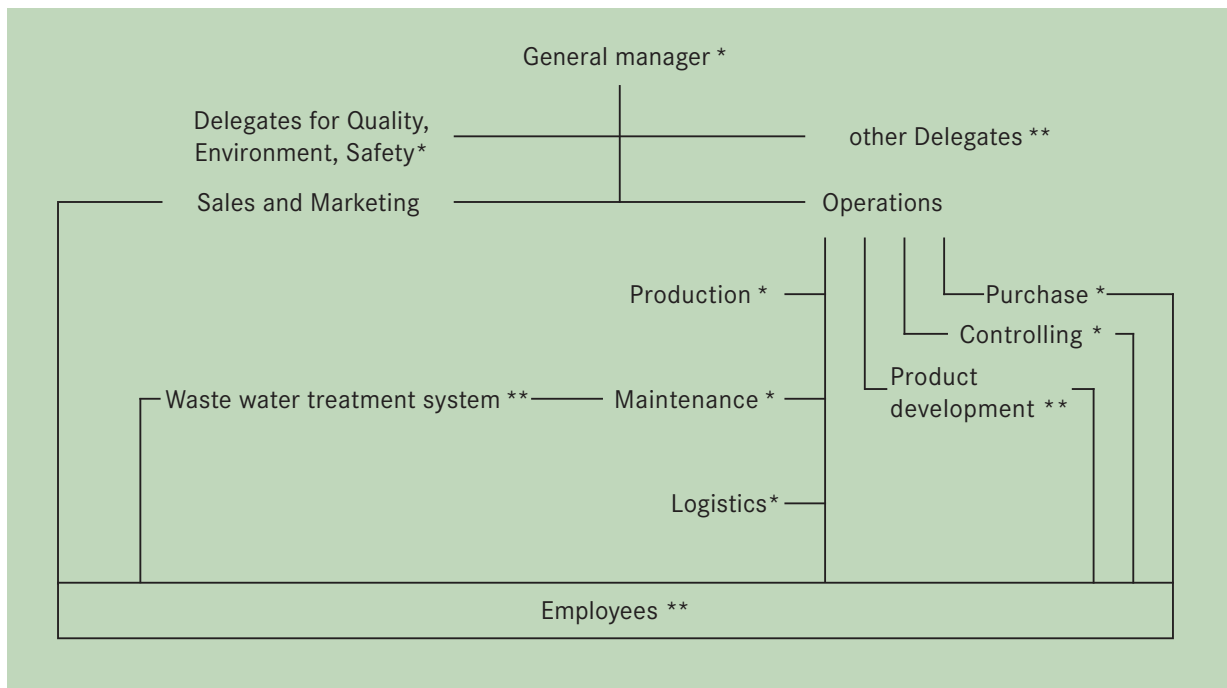 General manager *
Delegates for Quality,
Environment, Safety*
other Delegates **
Sales and Marketing
Operations
Production *
Purchase *
Controlling *
Product
development **
Waste water treatment system **
Maintenance *
Logistics*
Employees **